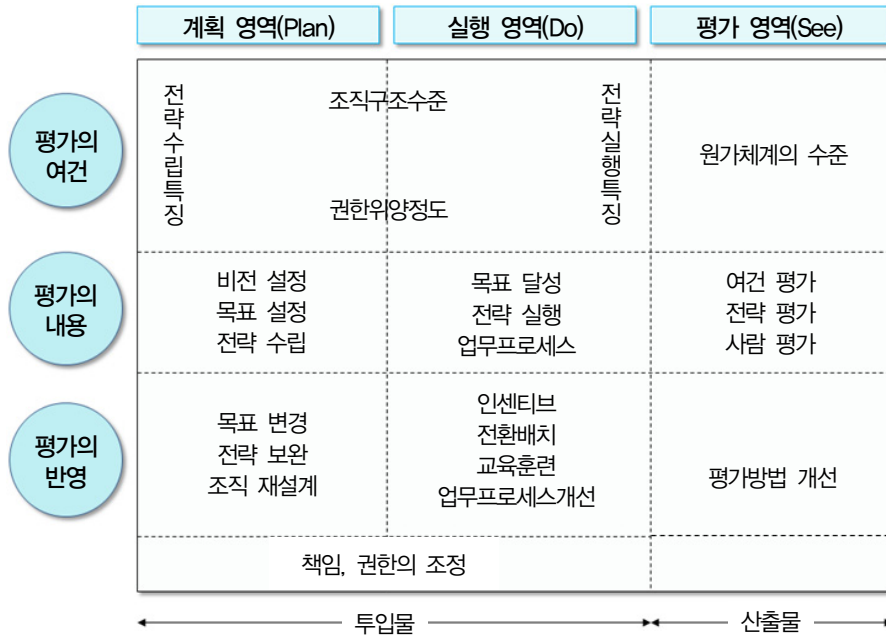 계획 영역(Plan)
실행 영역(Do)
평가 영역(See)
평가의
여건
전략수립특징
조직구조수준
권한위양정도
전략실행특징
원가체계의 수준
평가의
내용
비전 설정
목표 설정
전략 수립
목표 달성
전략 실행
업무프로세스
여건 평가
전략 평가
사람 평가
평가의
반영
목표 변경
전략 보완
조직 재설계
인센티브
전환배치
교육훈련
업무프로세스개선
평가방법 개선
책임, 권한의 조정
투입물
산출물